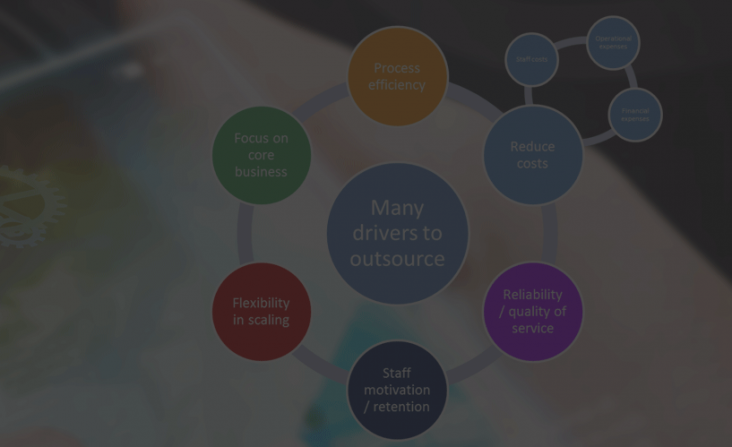 Process
efficiency
Staff costs
Operational
expenses
Financial
expenses
Reduce
costs
Focus on
core
business
Many
drivers to
outsource
Reliability
/ quality of
service
Flexibility
in scaling
Staff
motivation
/ retention